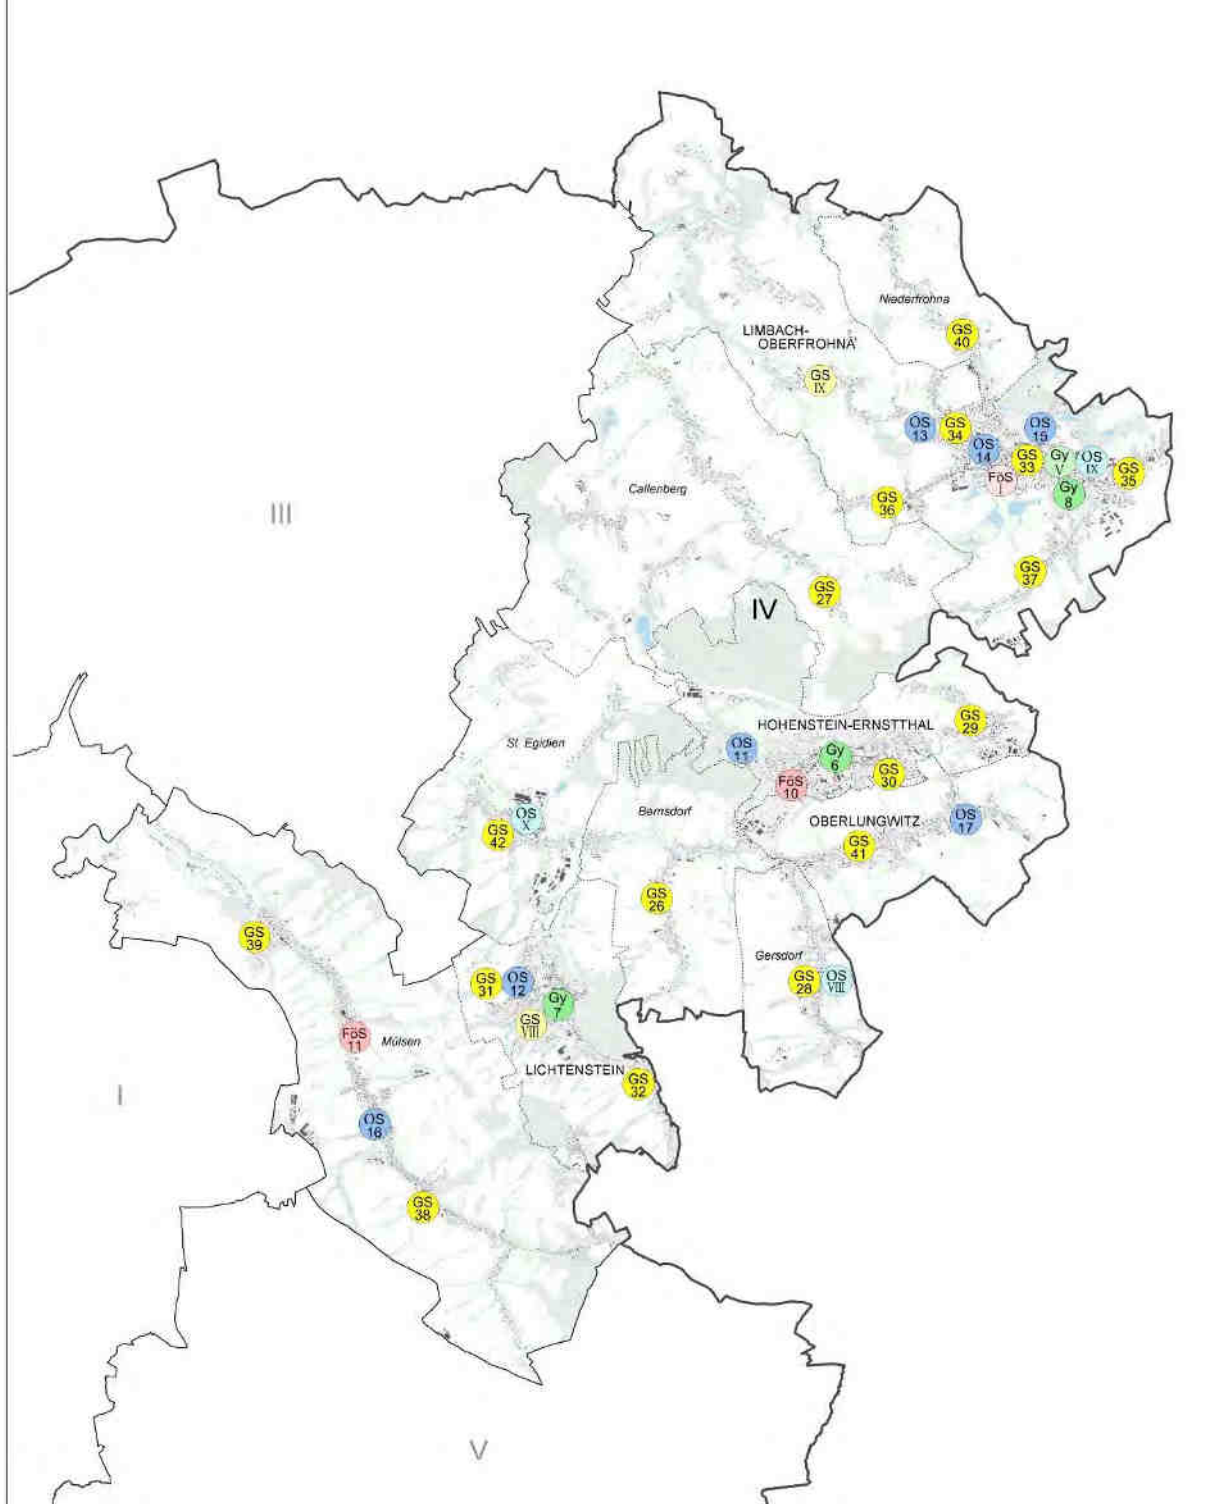 Niederfrohna
GS
40
LIMBACH-
OBERFROHNA
GS
IX
OS
13
GS
34
OS
15
OS
14
GS
33
Gy
V
OS
IX
GS
35
FöS
I
Gy
8
Callenberg
GS
36
III
GS
37
GS
27
IV
HOHENSTEIN-ERNSTTHAL
GS
29
St. Egidien
OS
11
Gy
6
GS
30
FöS
10
Bernsdorf
OBERLUNGWITZ
OS
17
OS
X
GS
42
GS
41
GS
26
GS
39
Gersdorf
GS
31
OS
12
GS
28
OS
VIII
Gy
7
GS
VIII
FöS
11
Mülsen
LICHTENSTEIN
GS
32
I
OS
16
GS
38
V